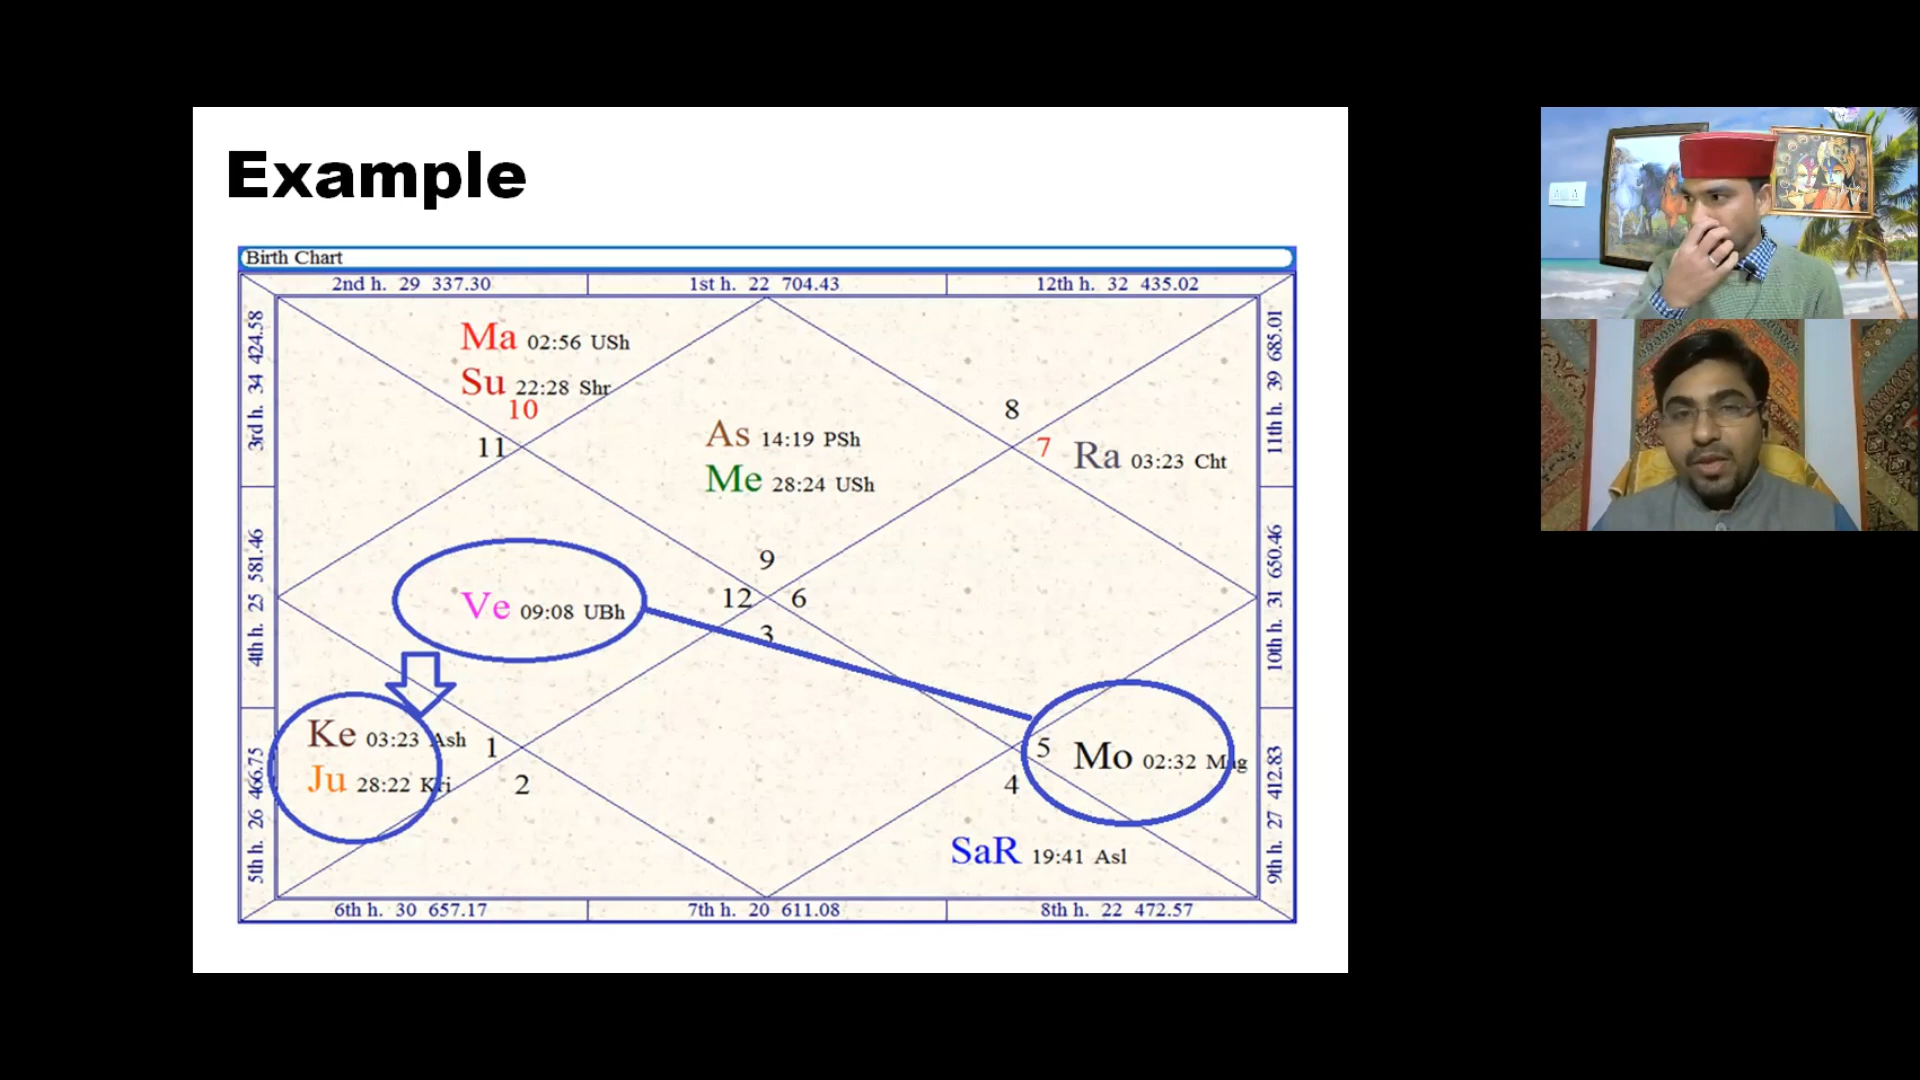 Example
Birth Chart
2nd h. 29 337.30
1st h. 22 704.43
12th h. 32 435.02
3rd h. 34 424.58
4th h. 25 581.46
5th h. 26 466.75
Ma 02:56 USh
Su 22:28 Shr
10
11
As 14:19 PSh
Me 28:24 USh
8
7
Ra 03:23 Cht
Ve 09:08 UBh
9
12
6
3
Ke 03:23 Ash
Ju 28:22 Kri
1
2
5
Mo 02:32 Mag
4
SaR 19:41 Asl
11th h. 39 685.01
10th h. 31 650.46
9th h. 27 412.83
6th h. 30 657.17
7th h. 20 611.08
8th h. 22 472.57